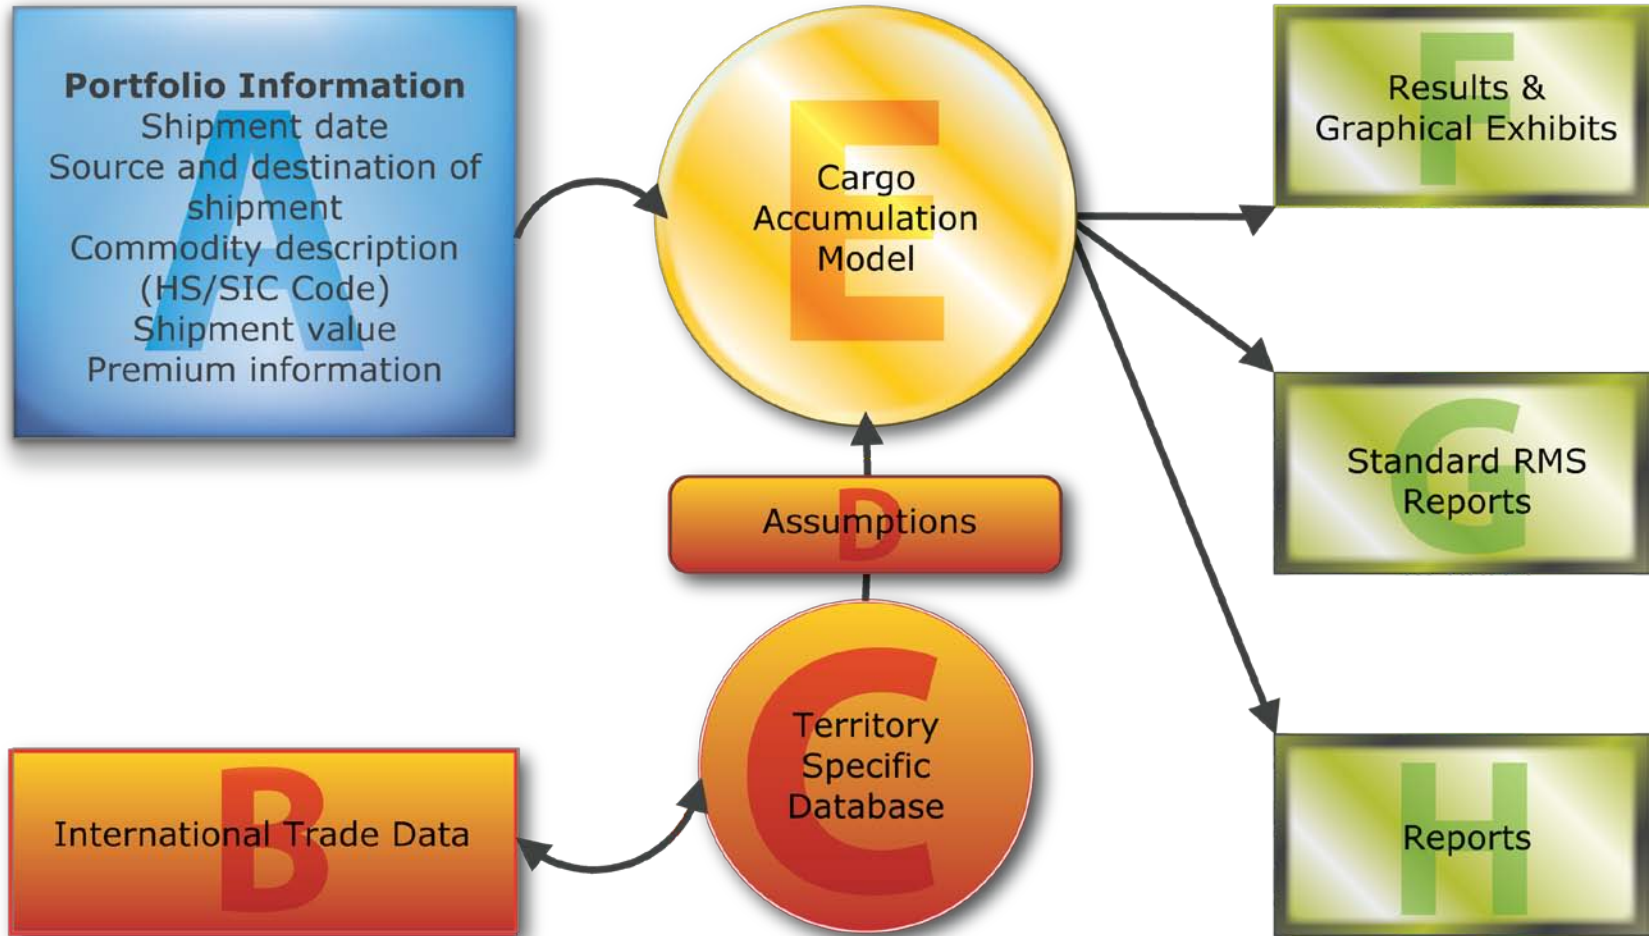 A
Portfolio Information
Shipment date
Source and destination of
shipment
Commodity description
(HS/SIC Code)
Shipment value
Premium information
E
Cargo
Accumulation
Model
F
Results &
Graphical Exhibits
G
Standard RMS
Reports
D
Assumptions
C
Territory
Specific
Database
B
International Trade Data
H
Reports